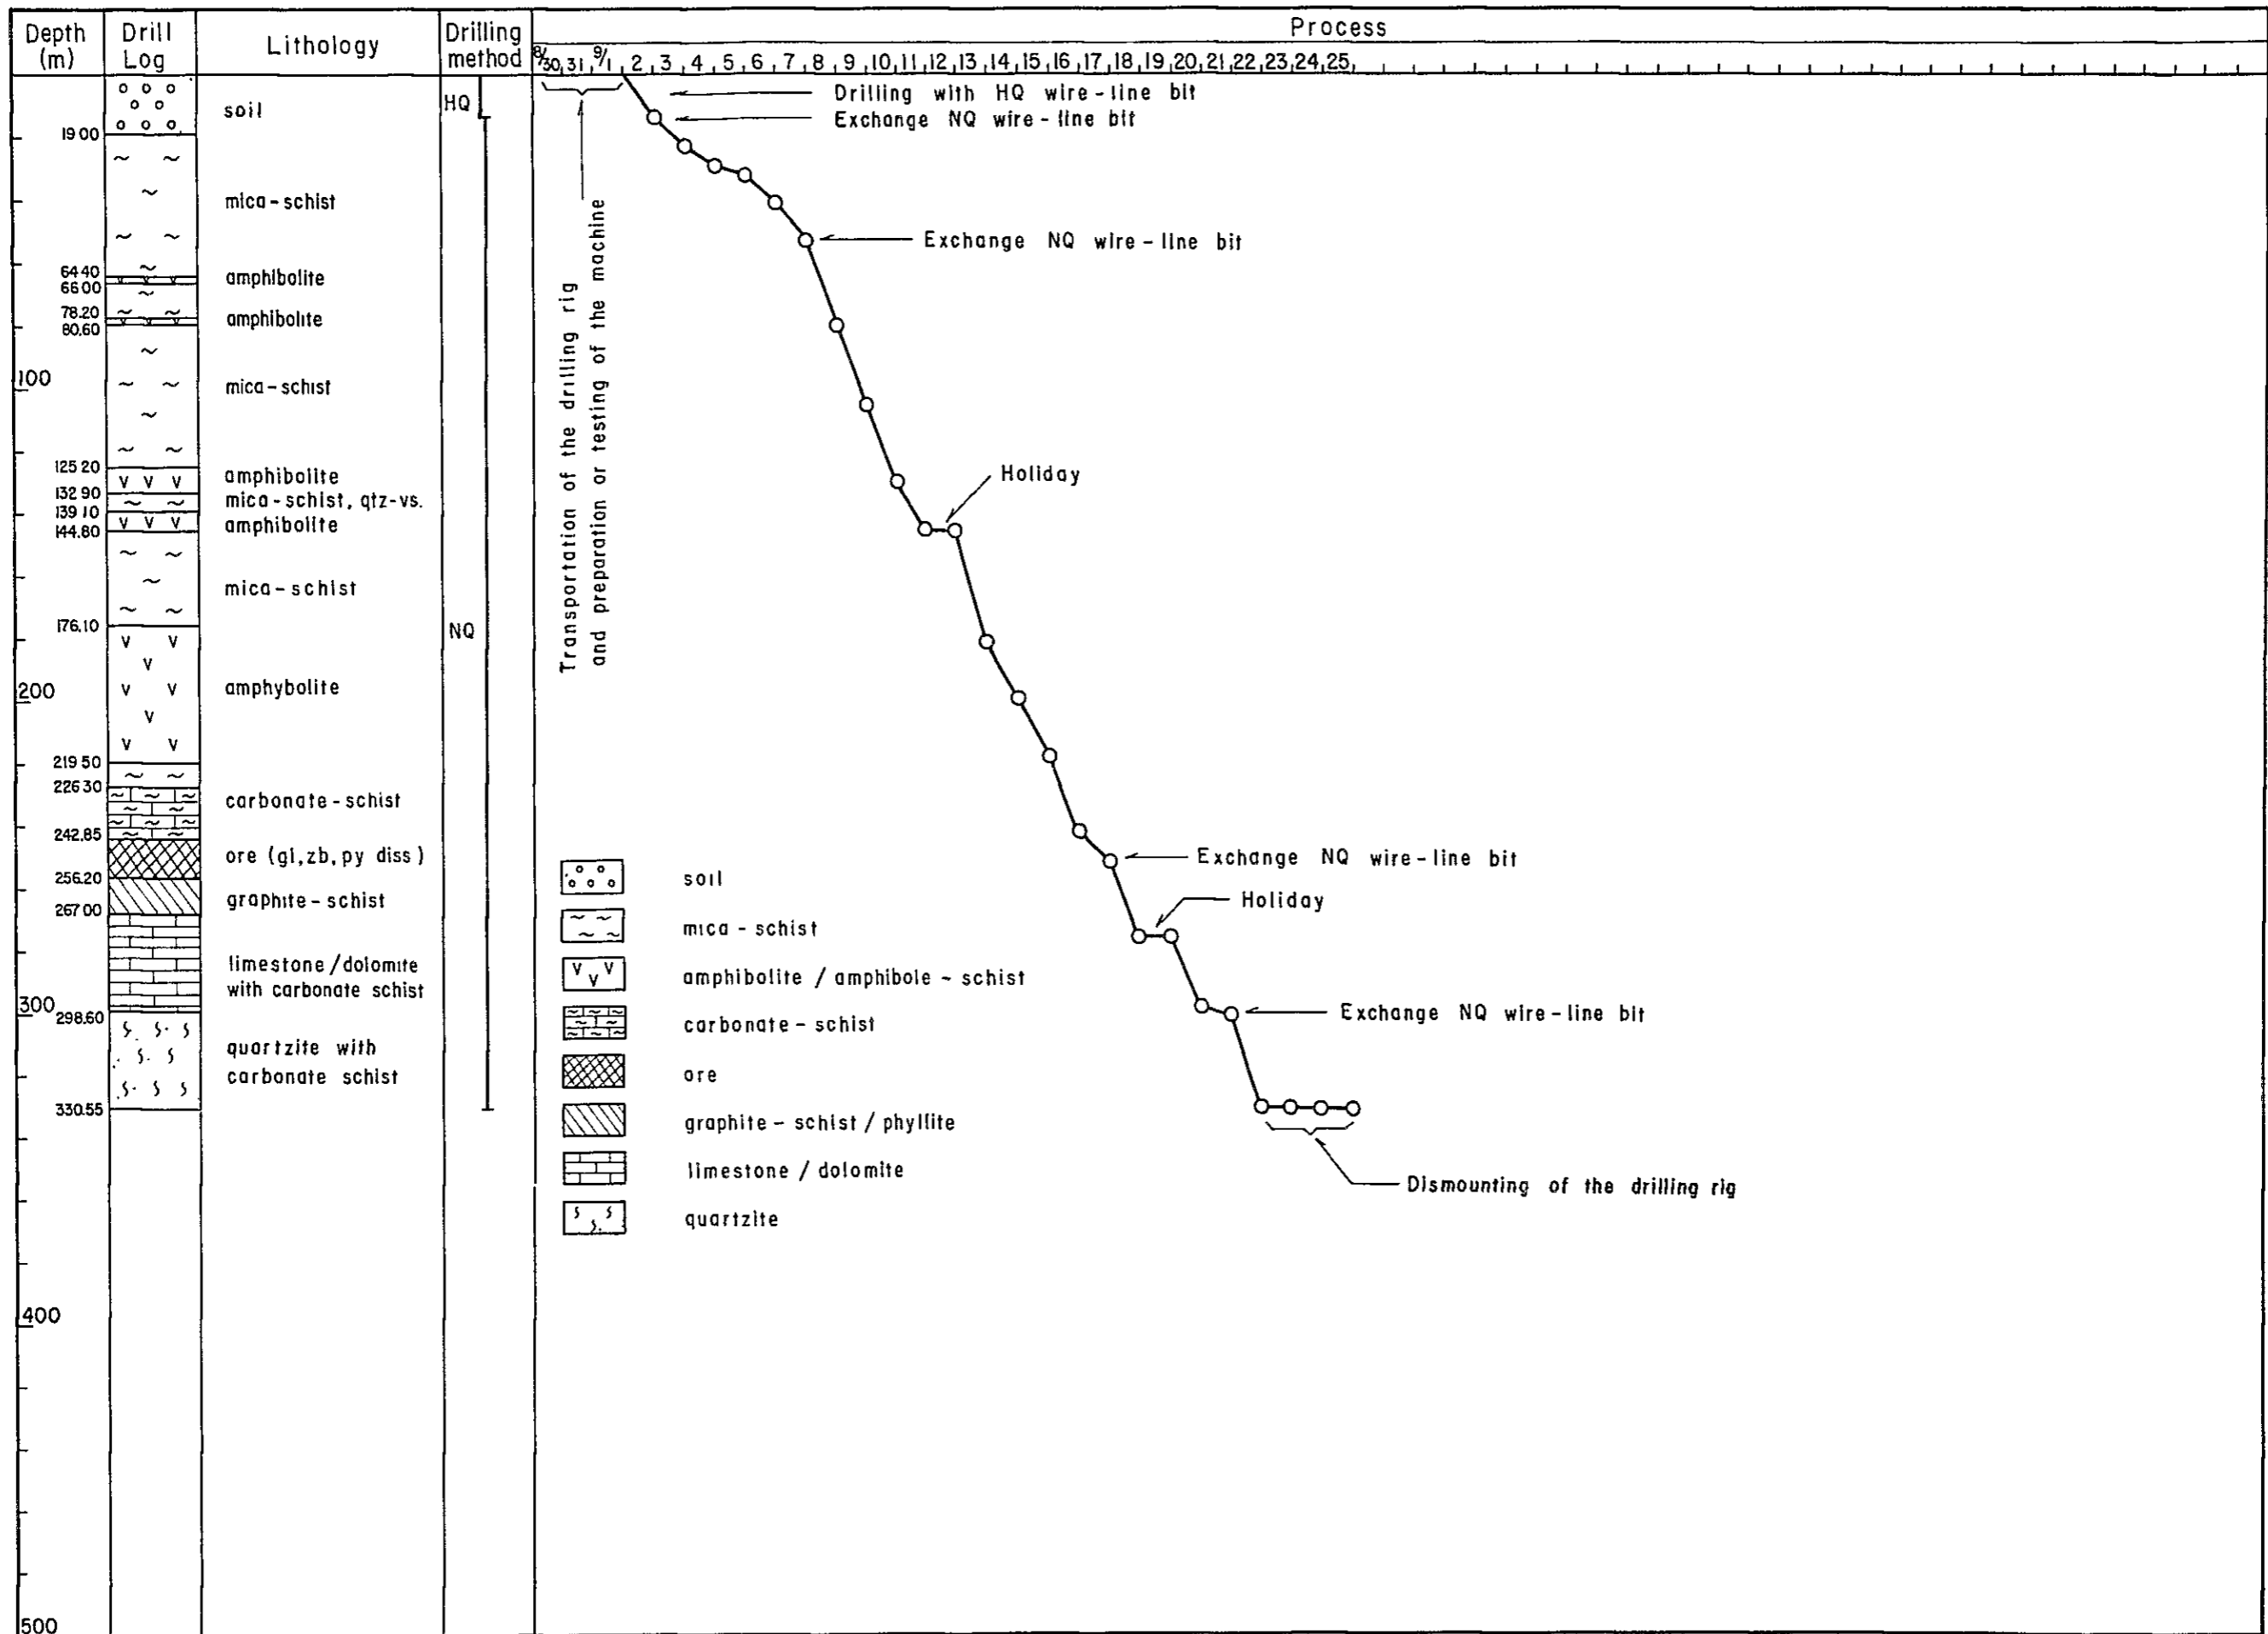 Depth (m)
Drill Log
Lithology
Drilling method
Process
8/30 31 9/1 2 3 4 5 6 7 8 9 10 11 12 13 14 15 16 17 18 19 20 21 22 23 24 25
soil
HQ
Drilling with HQ wire-line bit
Exchange NQ wire-line bit
19 00
mica-schist
Exchange NQ wire-line bit
64 40
amphibolite
66 00
78.20
amphibolite
80.60
100
mica-schist
Transportation of the drilling rig
and preparation or testing of the machine
125 20
amphibolite
Holiday
132 90
mica-schist, qtz-vs.
139 10
amphibolite
144.80
mica-schist
176.10
NQ
200
amphybolite
219 50
226 30
carbonate-schist
242.85
ore (gl,zb, py diss)
Exchange NQ wire-line bit
256.20
graphite-schist
Holiday
267 00
limestone/dolomite
with carbonate schist
300
298.60
Exchange NQ wire-line bit
quartzite with
carbonate schist
330.55
soil
mica-schist
amphibolite / amphibole-schist
carbonate-schist
ore
graphite-schist / phyllite
limestone / dolomite
Dismounting of the drilling rig
quartzite
400
500